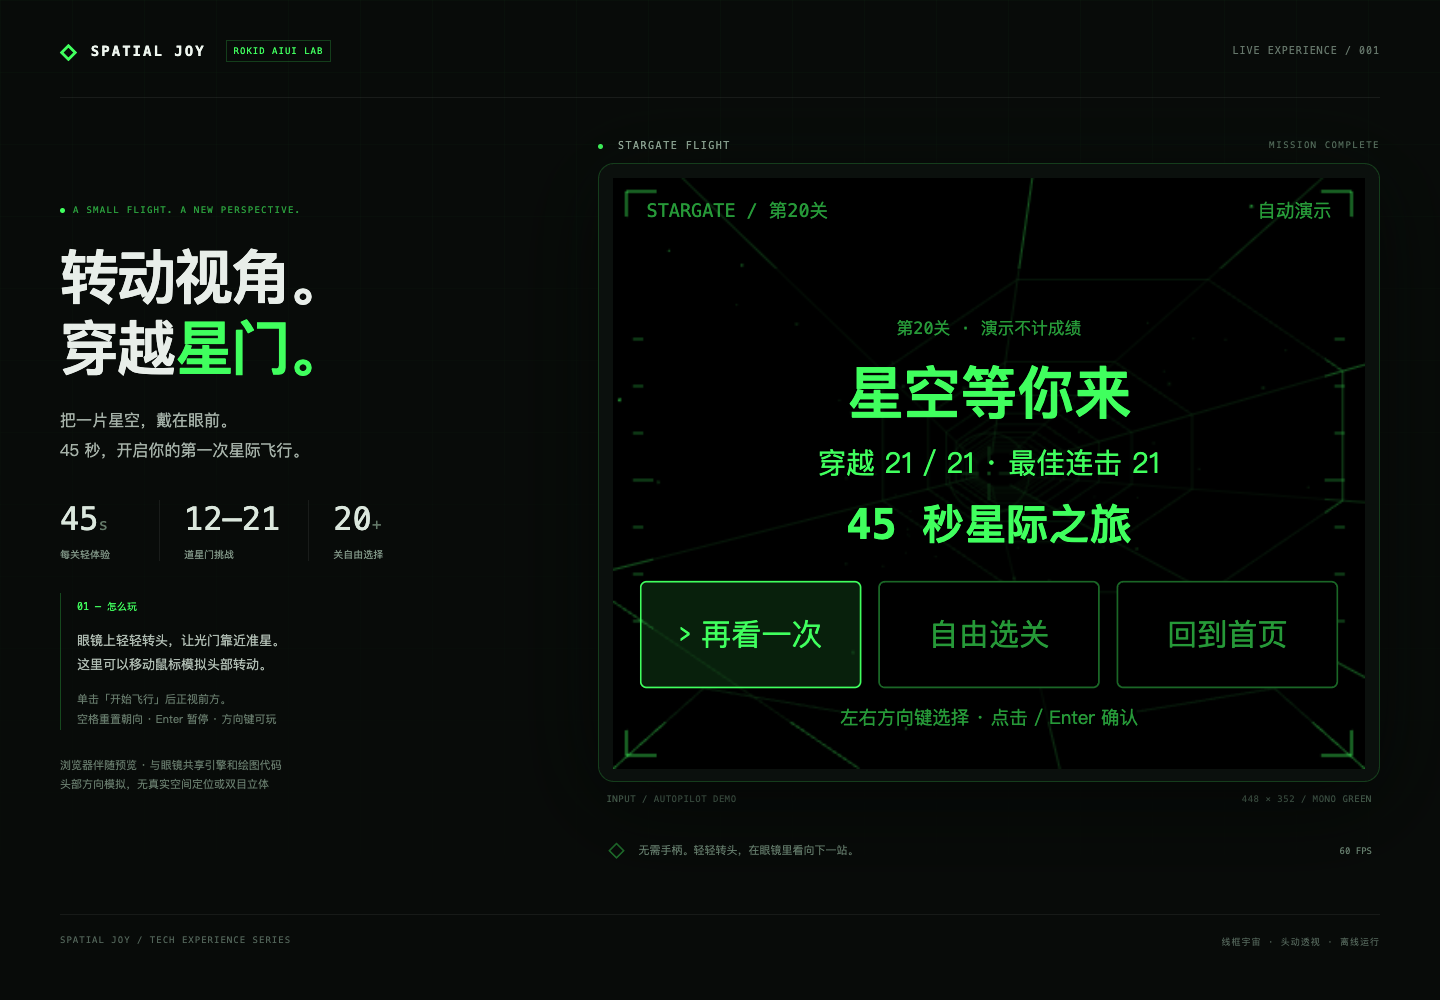 SPATIAL JOY
ROKID AIUI LAB
LIVE EXPERIENCE / 001
A SMALL FLIGHT. A NEW PERSPECTIVE.
转动视角。
穿越星门。
把一片星空，戴在眼前。
45 秒，开启你的第一次星际飞行。
45s
每关轻体验
12—21
道星门挑战
20+
关自由选择
01 — 怎么玩
眼镜上轻轻转头，让光门靠近准星。
这里可以移动鼠标模拟头部转动。
单击「开始飞行」后正视前方。
空格重置朝向 · Enter 暂停 · 方向键可玩
浏览器伴随预览 · 与眼镜共享引擎和绘图代码
头部方向模拟，无真实空间定位或双目立体
STARGATE FLIGHT
MISSION COMPLETE
STARGATE / 第20关
自动演示
第20关 · 演示不计成绩
星空等你来
穿越 21 / 21 · 最佳连击 21
45 秒星际之旅
> 再看一次
自由选关
回到首页
左右方向键选择 · 点击 / Enter 确认
INPUT / AUTOPILOT DEMO
448 × 352 / MONO GREEN
无需手柄。轻轻转头，在眼镜里看向下一站。
60 FPS
SPATIAL JOY / TECH EXPERIENCE SERIES
线框宇宙 · 头动透视 · 离线运行